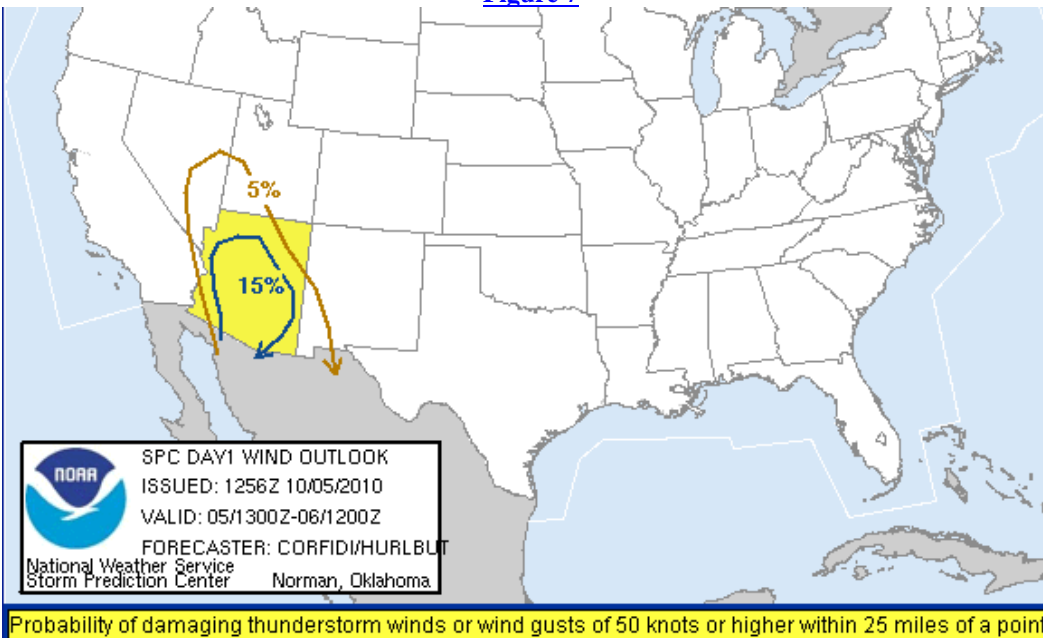 Figure 7
5%
15%
NOAA
SPC DAY1 WIND OUTLOOK
ISSUED: 1256Z 10/05/2010
VALID: 05/1300Z-06/1200Z
FORECASTER: CORFIDI/HURLBUT
National Weather Service
Storm Prediction Center Norman, Oklahoma
Probability of damaging thunderstorm winds or wind gusts of 50 knots or higher within 25 miles of a point